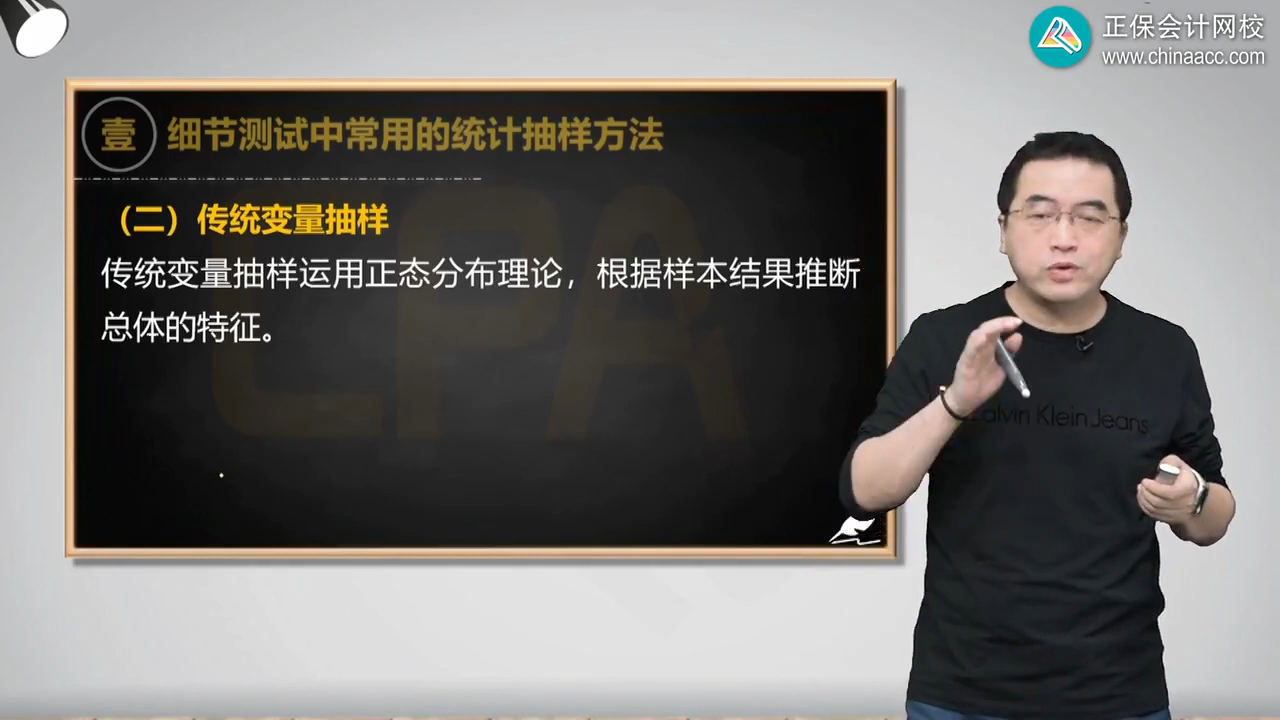 正保会计网校
www.chinaacc.com
壹 细节测试中常用的统计抽样方法
（二）传统变量抽样
传统变量抽样运用正态分布理论，根据样本结果推断
总体的特征。
CPA
Calvin Klein Jeans